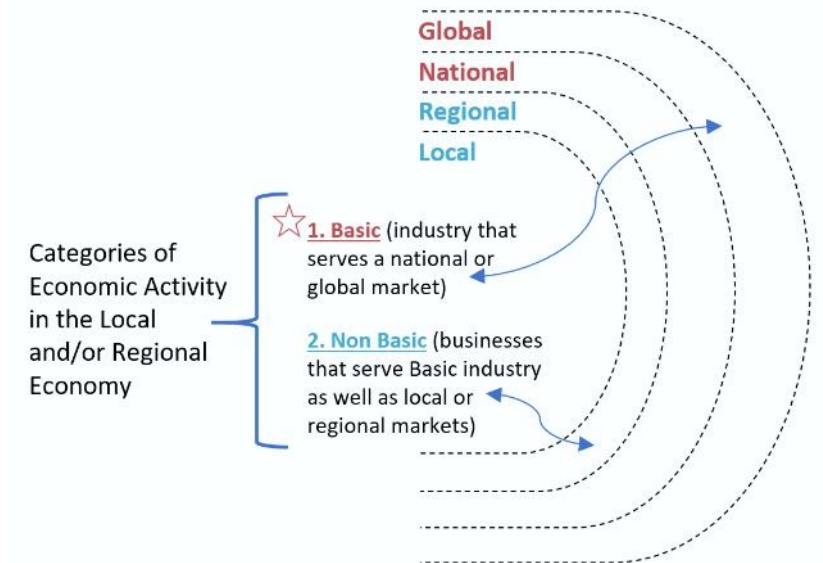 Global
National
Regional
Local
Categories of
Economic Activity
in the Local
and/or Regional
Economy
1. Basic (industry that
serves a national or
global market)
2. Non Basic (businesses
that serve Basic industry
as well as local or
regional markets)